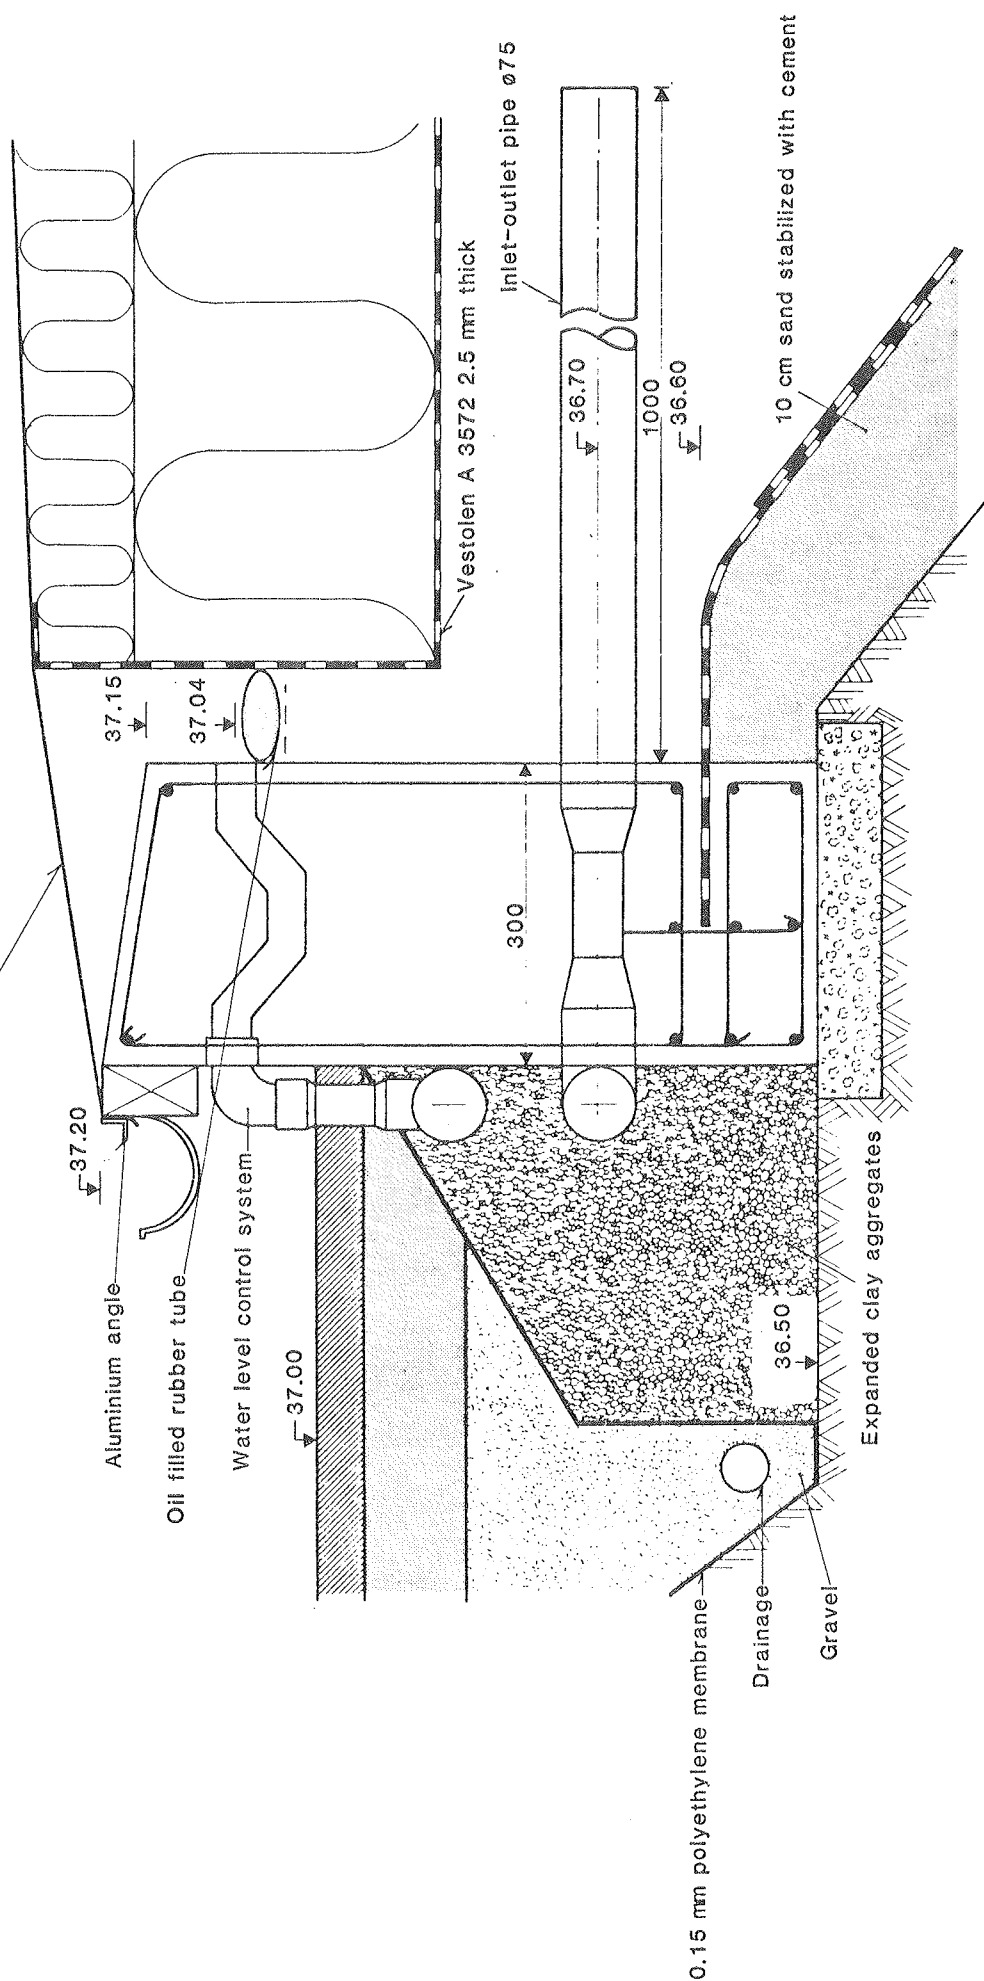 37.20
Aluminium angle
Oil filled rubber tube
Water level control system
37.00
37.15
37.04
300
Vestolen A 3572 2.5 mm thick
Inlet-outlet pipe ø75
36.70
1000
36.60
10 cm sand stabilized with cement
36.50
Expanded clay aggregates
0.15 mm polyethylene membrane
Drainage
Gravel